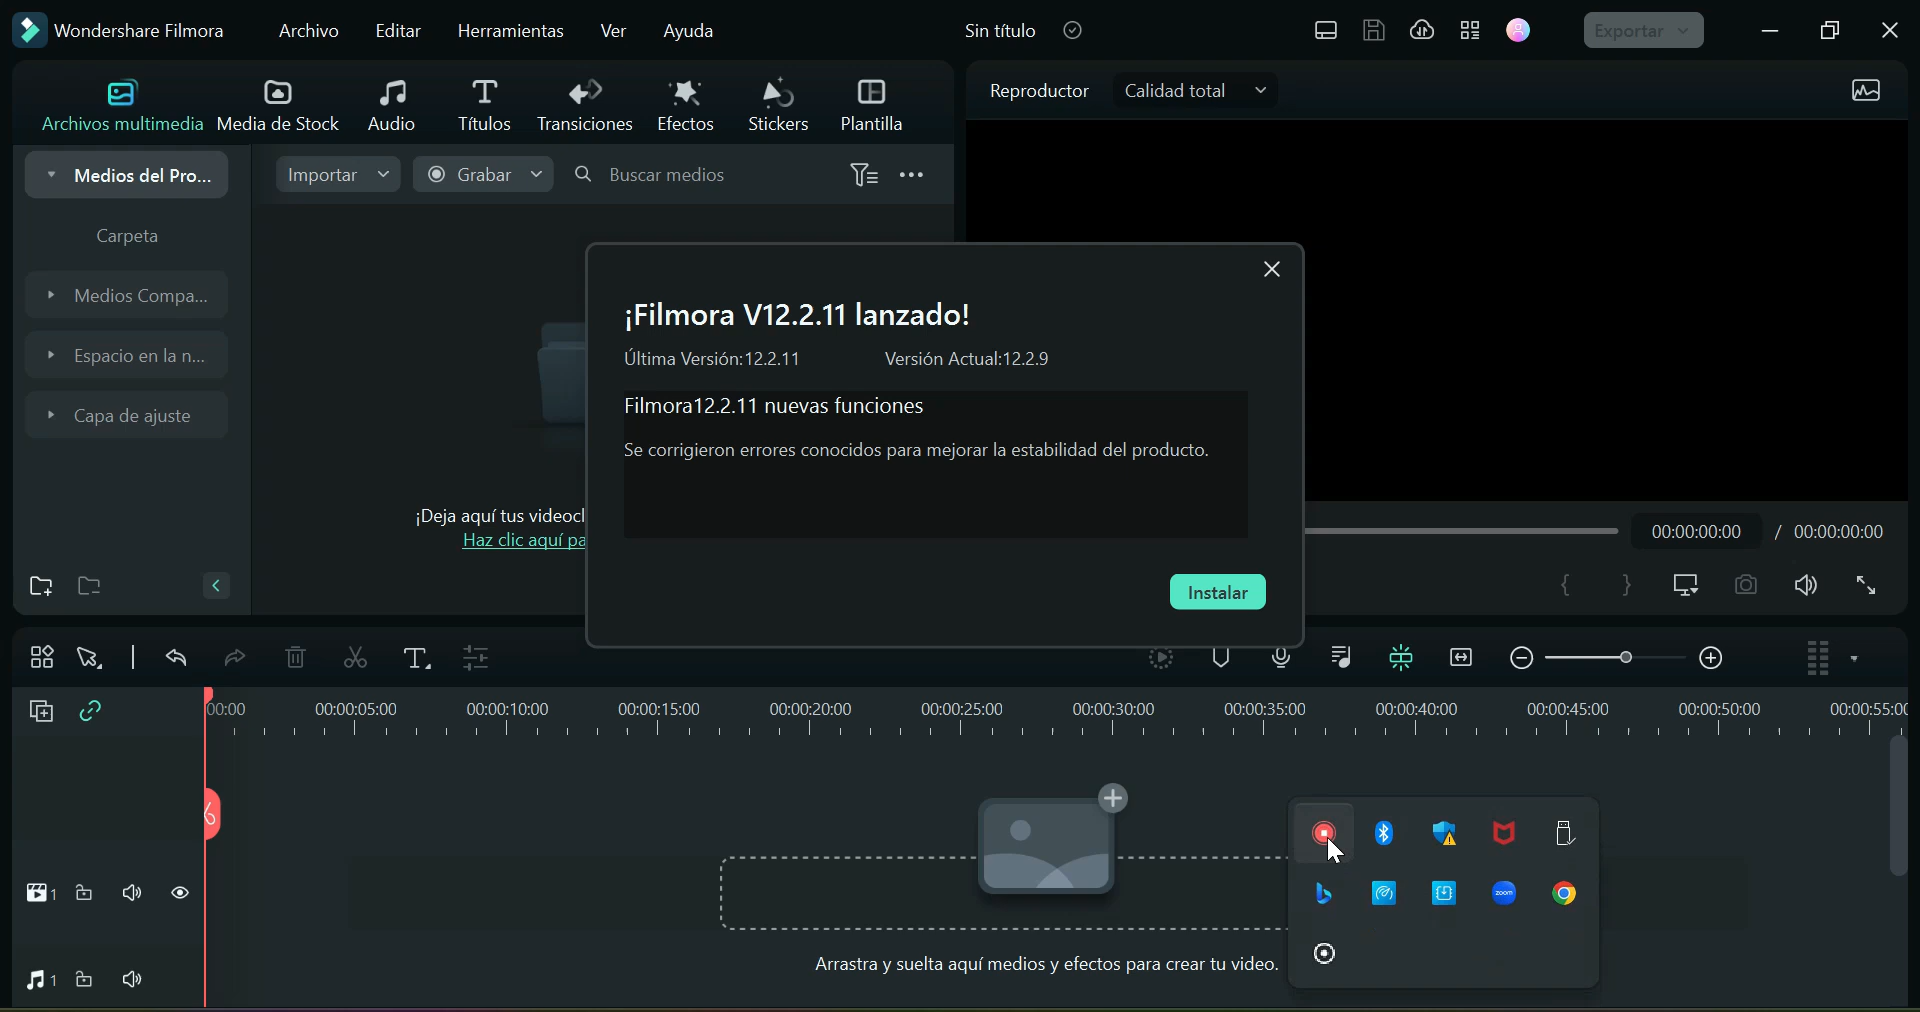 Wondershare Filmora
Archivo
Editar
Herramientas
Ver
Ayuda
Sin título
Exportar
Archivos multimedia
Media de Stock
Audio
Títulos
Transiciones
Efectos
Stickers
Plantilla
Reproductor
Calidad total
Medios del Pro...
Importar
Grabar
Buscar medios
Carpeta
Medios Compa...
Espacio en la n...
Capa de ajuste
¡Filmora V12.2.11 lanzado!
Última Versión:12.2.11
Versión Actual:12.2.9
Filmora12.2.11 nuevas funciones
Se corrigieron errores conocidos para mejorar la estabilidad del producto.
Instalar
¡Deja aquí tus videocl
Haz clic aquí pa
00:00:00:00 / 00:00:00:00
{ }
00:00
00:00:05:00
00:00:10:00
00:00:15:00
00:00:20:00
00:00:25:00
00:00:30:00
00:00:35:00
00:00:40:00
00:00:45:00
00:00:50:00
00:00:55:00
1
zoom
Arrastra y suelta aquí medios y efectos para crear tu video.
1